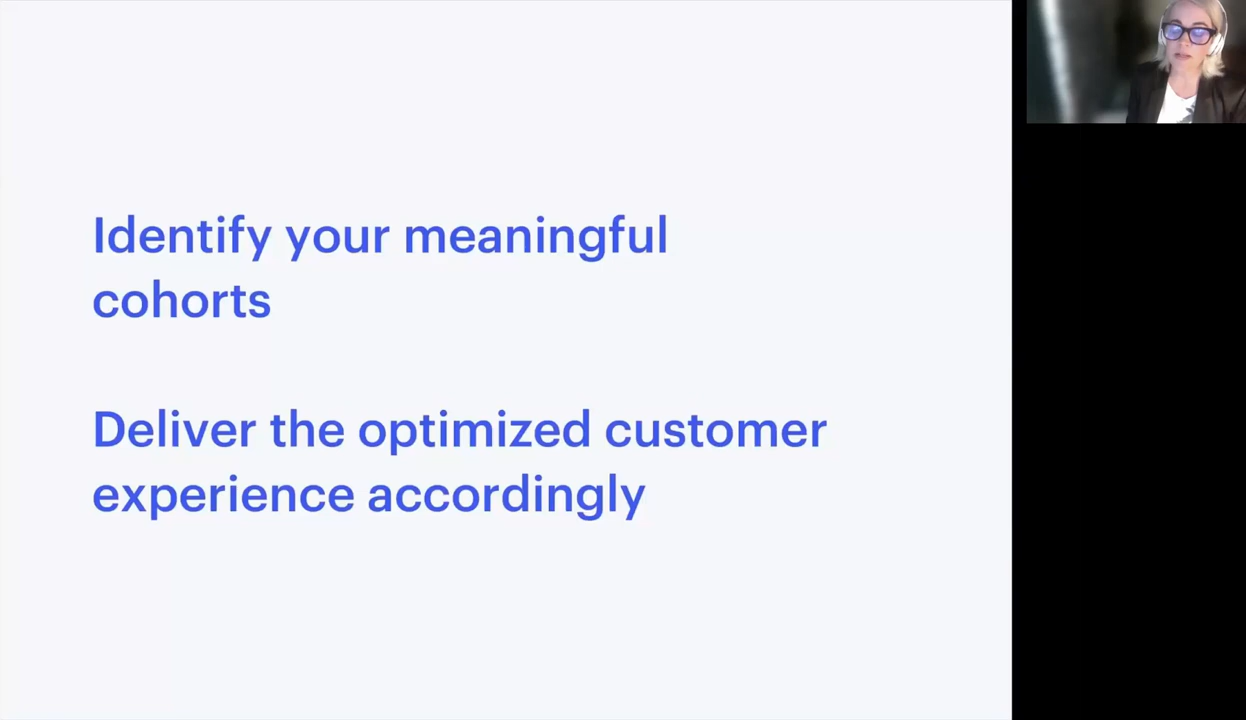 Identify your meaningful
cohorts
Deliver the optimized customer
experience accordingly